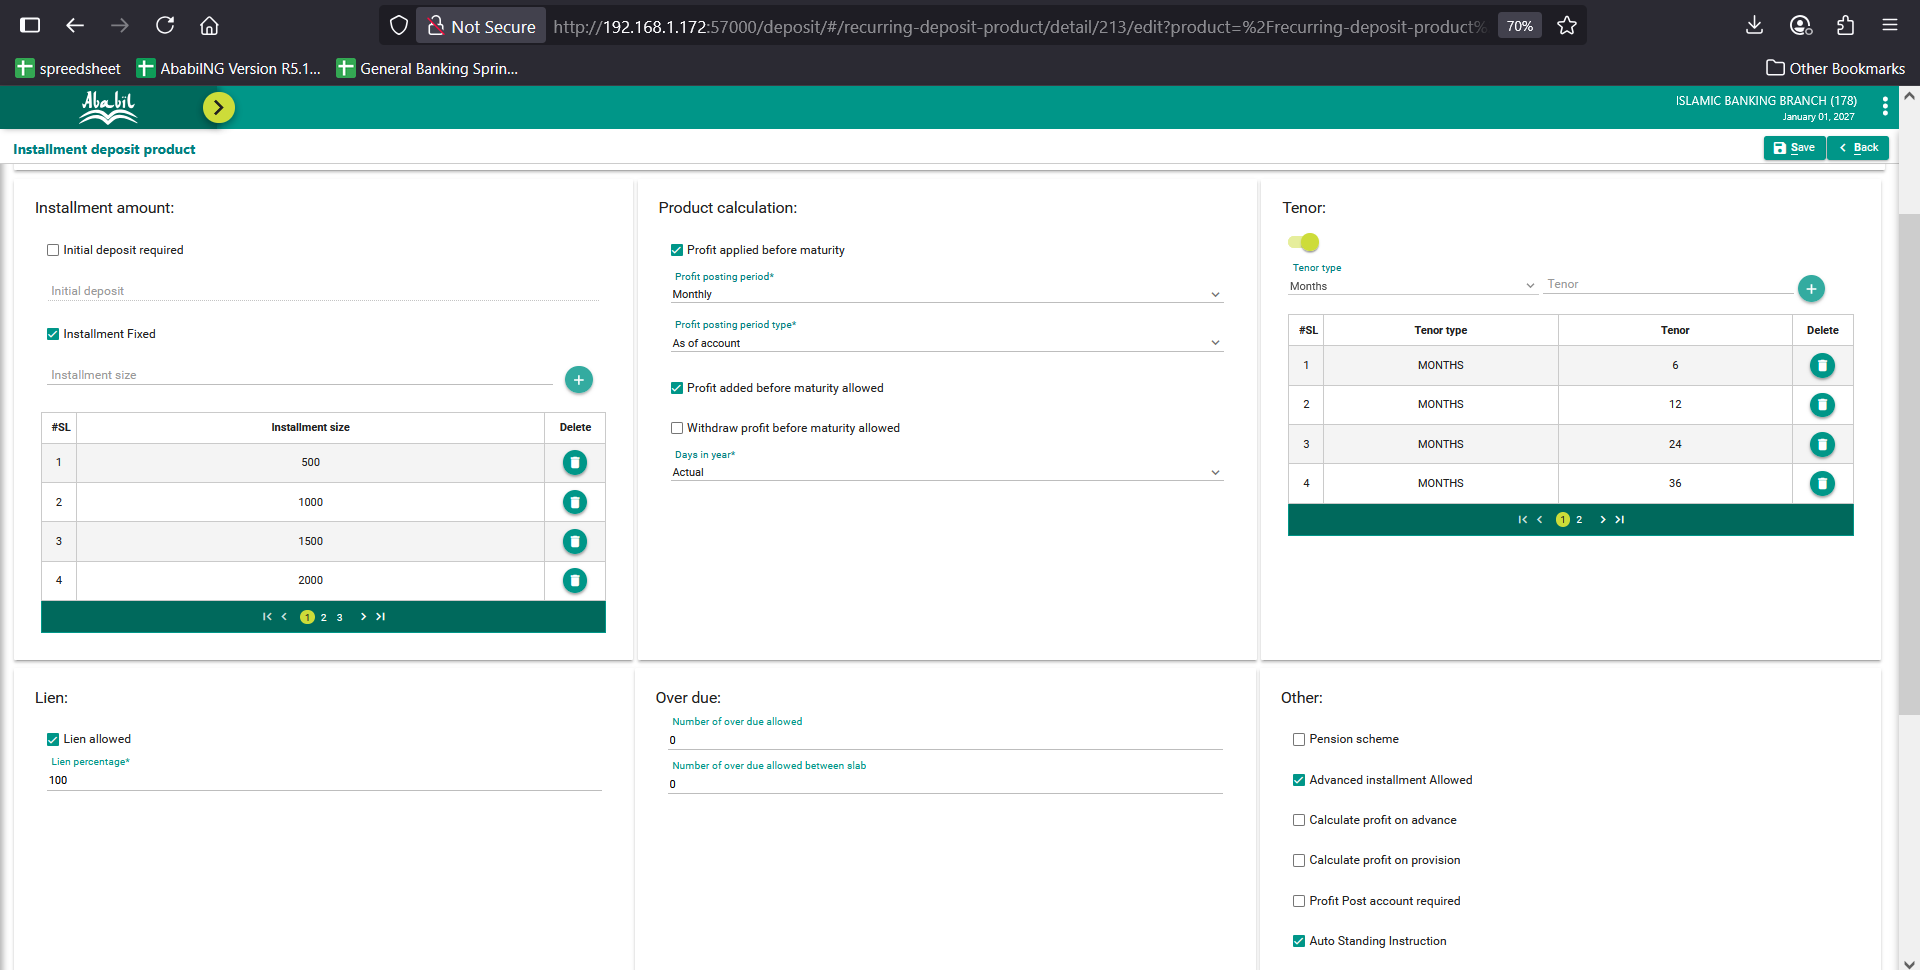 Not Secure
http://192.168.1.172:57000/deposit/#/recurring-deposit-product/detail/213/edit?product=%2Frecurring-deposit-product%
70%
spreedsheet
AbabilNG Version R5.1...
General Banking Sprin...
Other Bookmarks
Ababil
ISLAMIC BANKING BRANCH (178)
January 01, 2027
Installment deposit product
Save
Back
Installment amount:
Initial deposit required
Initial deposit
Installment Fixed
Installment size
#SL Installment size Delete
1 500
2 1000
3 1500
4 2000
1 2 3
Product calculation:
Profit applied before maturity
Profit posting period*
Monthly
Profit posting period type*
As of account
Profit added before maturity allowed
Withdraw profit before maturity allowed
Days in year*
Actual
Tenor:
Tenor type
Months
Tenor
#SL Tenor type Tenor Delete
1 MONTHS 6
2 MONTHS 12
3 MONTHS 24
4 MONTHS 36
1 2
Lien:
Lien allowed
Lien percentage*
100
Over due:
Number of over due allowed
0
Number of over due allowed between slab
0
Other:
Pension scheme
Advanced installment Allowed
Calculate profit on advance
Calculate profit on provision
Profit Post account required
Auto Standing Instruction